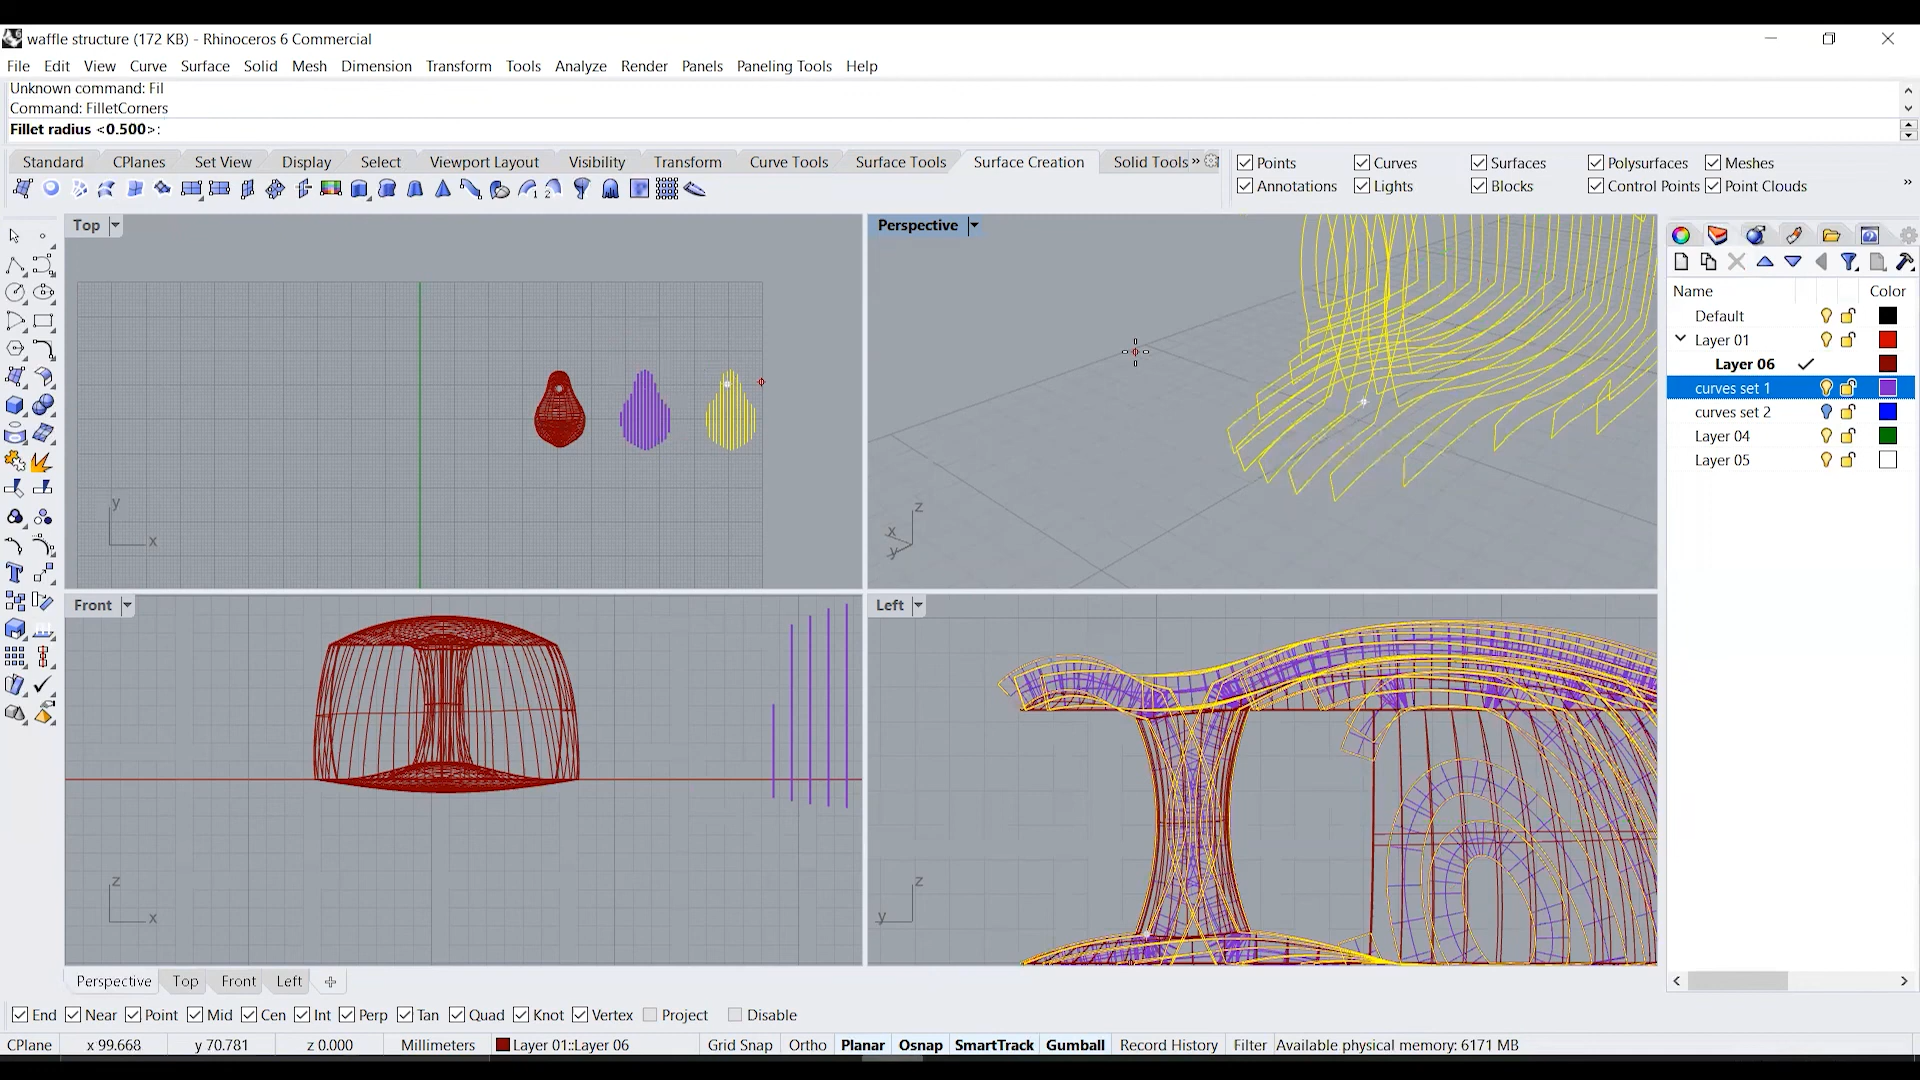 waffle structure (172 KB) - Rhinoceros 6 Commercial
File Edit View Curve Surface Solid Mesh Dimension Transform Tools Analyze Render Panels Paneling Tools Help
Unknown command: Fil
Command: FilletCorners
Fillet radius <0.500>:
Standard CPlanes Set View Display Select Viewport Layout Visibility Transform Curve Tools Surface Tools Surface Creation Solid Tools »
Points Curves Surfaces Polysurfaces Meshes
Annotations Lights Blocks Control Points Point Clouds »
Top
Perspective
Name Color
Default
Layer 01
Layer 06
curves set 1
curves set 2
Layer 04
Layer 05
y
x
z
x
y
Front
Left
z
x
z
y
Perspective Top Front Left
End Near Point Mid Cen Int Perp Tan Quad Knot Vertex Project Disable
CPlane x 99.668 y 70.781 z 0.000 Millimeters Layer 01::Layer 06 Grid Snap Ortho Planar Osnap SmartTrack Gumball Record History Filter Available physical memory: 6171 MB